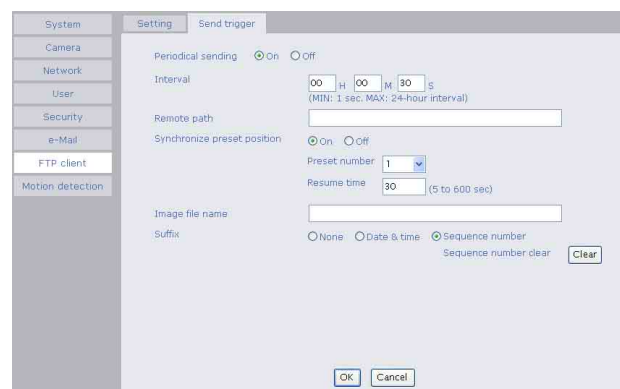 System
Camera
Network
User
Security
e-Mail
FTP client
Motion detection
Setting Send trigger
Periodical sending On Off
Interval 00 H 00 M 30 S
(MIN: 1 sec. MAX: 24-hour interval)
Remote path
Synchronize preset position On Off
Preset number 1
Resume time 30 (5 to 600 sec)
Image file name
Suffix None Date & time Sequence number
Sequence number clear Clear
OK Cancel